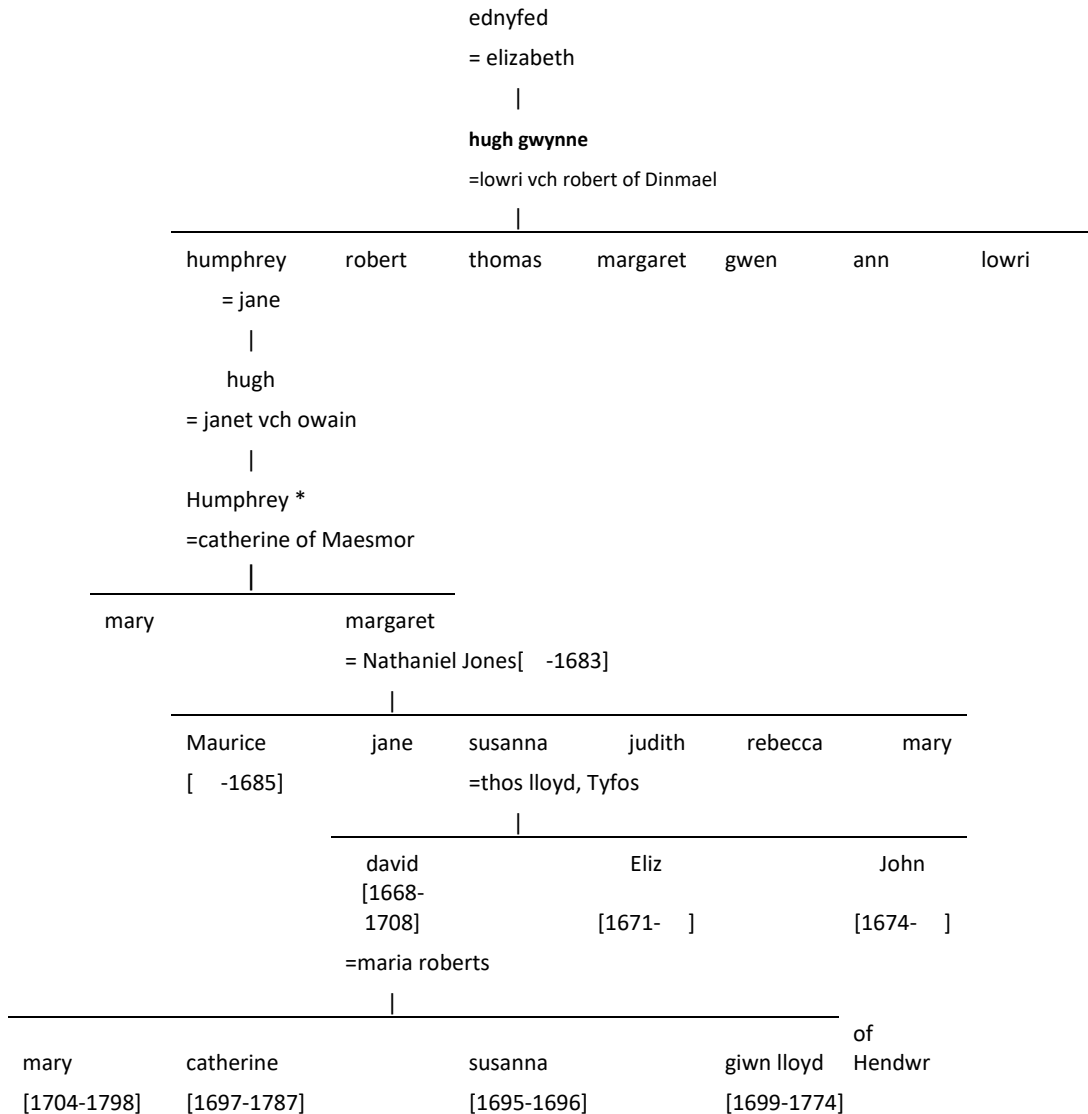 ednyfed
= elizabeth
|
hugh gwynne
=lowri vch robert of Dinmael
|
humphrey robert thomas margaret gwen ann lowri
= jane
|
hugh
= janet vch owain
|
Humphrey *
=catherine of Maesmor
|
mary margaret
= Nathaniel Jones[ -1683]
|
Maurice jane susanna judith rebecca mary
[ -1685] =thos lloyd, Tyfos
|
david Eliz John
[1668-
1708] [1671- ] [1674- ]
=maria roberts
|
of
mary catherine susanna giwn lloyd Hendwr
[1704-1798] [1697-1787] [1695-1696] [1699-1774]